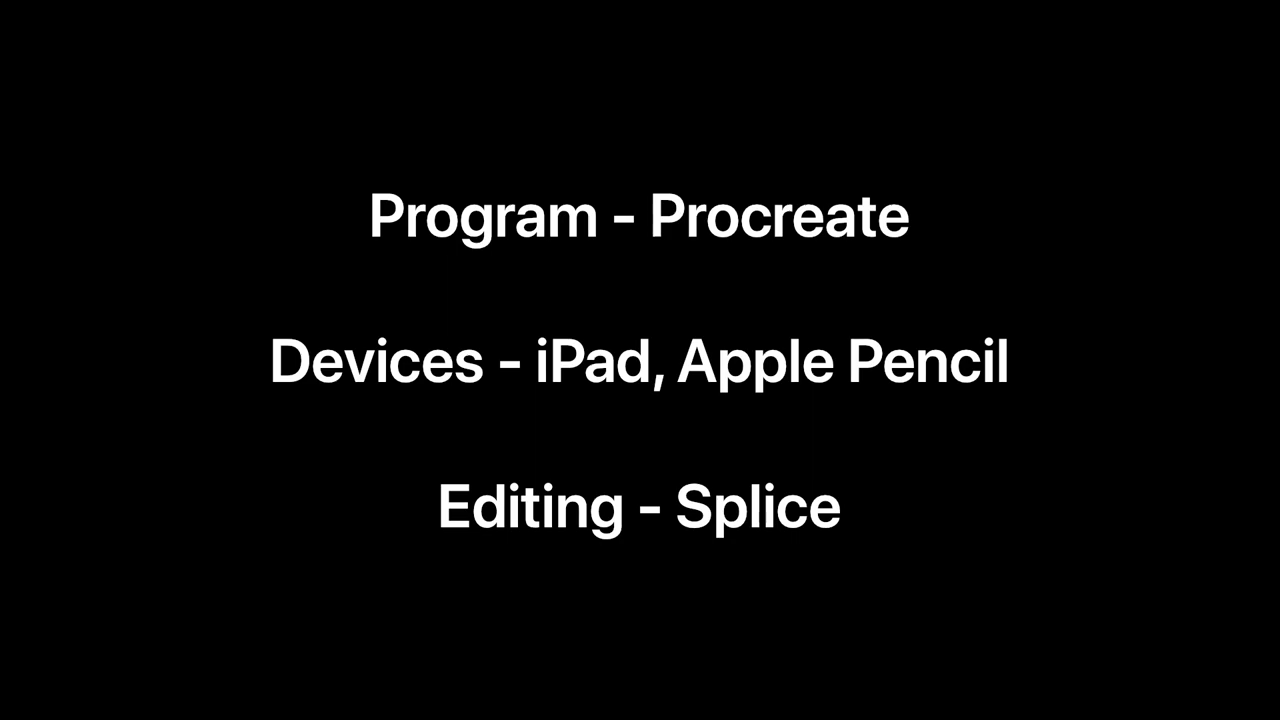 Program - Procreate
Devices - iPad, Apple Pencil
Editing - Splice